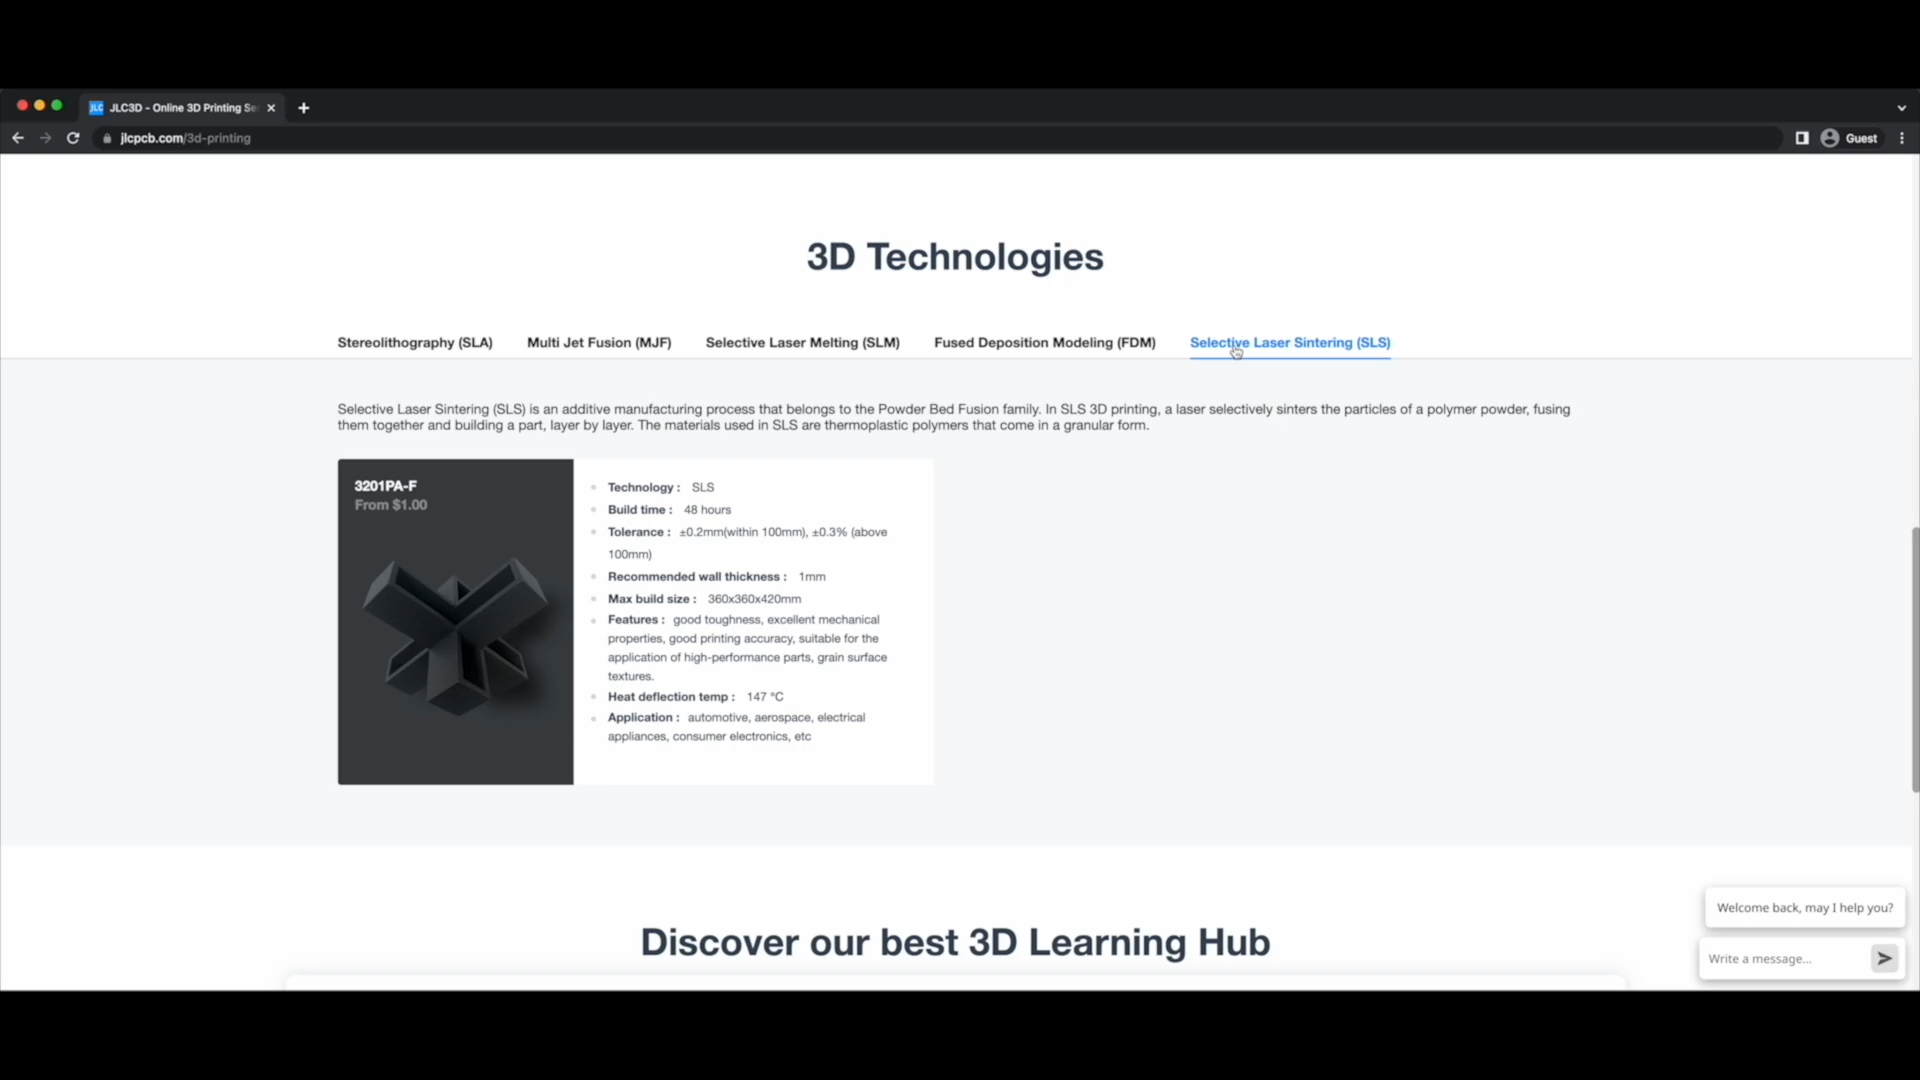 JLC JLC3D - Online 3D Printing Se
jlcpcb.com/3d-printing
Guest
3D Technologies
Stereolithography (SLA) Multi Jet Fusion (MJF) Selective Laser Melting (SLM) Fused Deposition Modeling (FDM) Selective Laser Sintering (SLS)
Selective Laser Sintering (SLS) is an additive manufacturing process that belongs to the Powder Bed Fusion family. In SLS 3D printing, a laser selectively sinters the particles of a polymer powder, fusing
them together and building a part, layer by layer. The materials used in SLS are thermoplastic polymers that come in a granular form.
3201PA-F
From $1.00
Technology : SLS
Build time : 48 hours
Tolerance : ±0.2mm(within 100mm), ±0.3% (above
100mm)
Recommended wall thickness : 1mm
Max build size : 360x360x420mm
Features : good toughness, excellent mechanical
properties, good printing accuracy, suitable for the
application of high-performance parts, grain surface
textures.
Heat deflection temp : 147 °C
Application : automotive, aerospace, electrical
appliances, consumer electronics, etc
Discover our best 3D Learning Hub
Welcome back, may I help you?
Write a message...